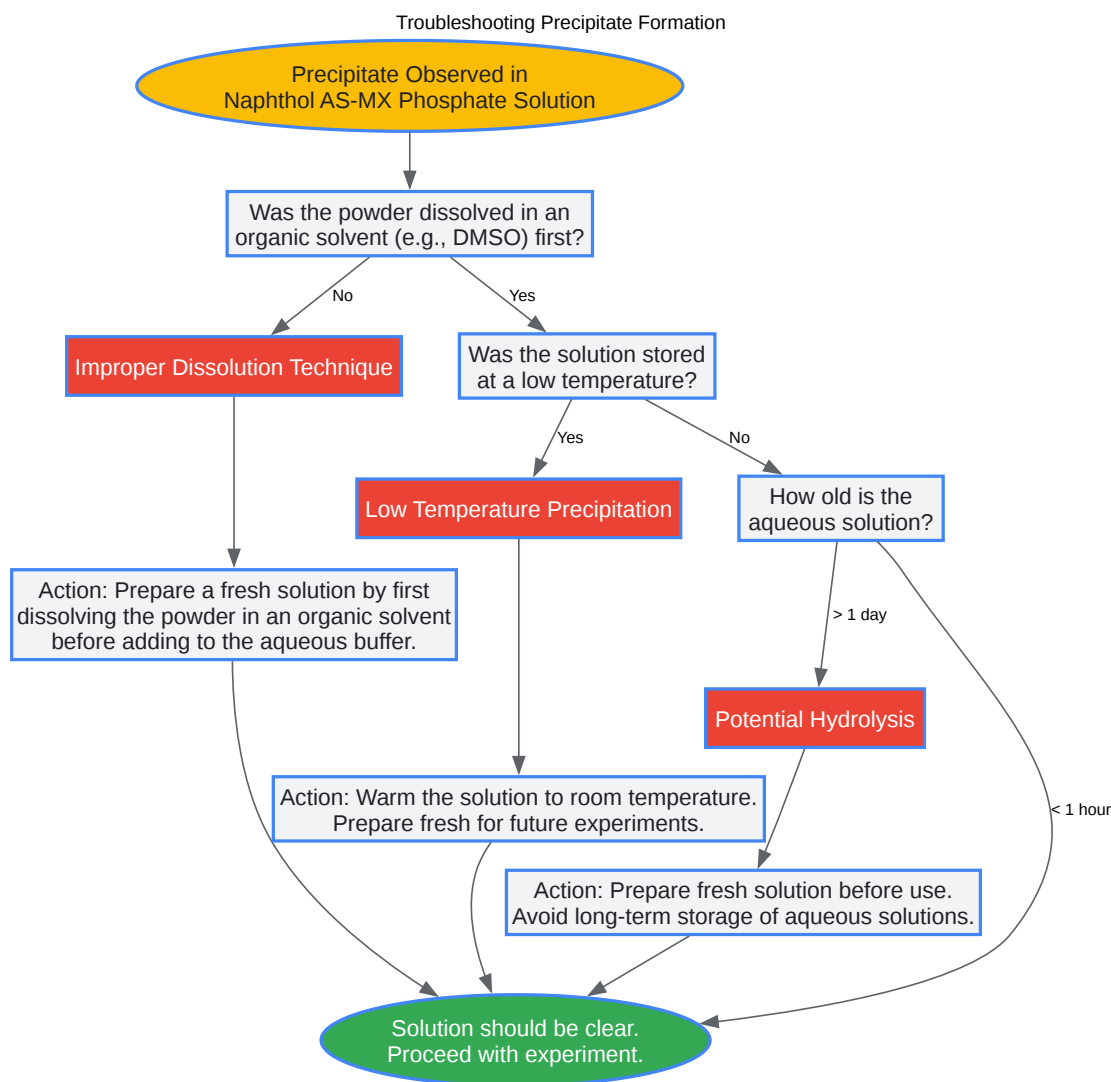 Troubleshooting Precipitate Formation
Precipitate Observed in
Naphthol AS-MX Phosphate Solution
Was the powder dissolved in an
organic solvent (e.g., DMSO) first?
No
Yes
Improper Dissolution Technique
Was the solution stored
at a low temperature?
Yes
No
Low Temperature Precipitation
How old is the
aqueous solution?
Action: Prepare a fresh solution by first
dissolving the powder in an organic solvent
before adding to the aqueous buffer.
> 1 day
Potential Hydrolysis
Action: Warm the solution to room temperature.
Prepare fresh for future experiments.
< 1 hour
Action: Prepare fresh solution before use.
Avoid long-term storage of aqueous solutions.
Solution should be clear.
Proceed with experiment.